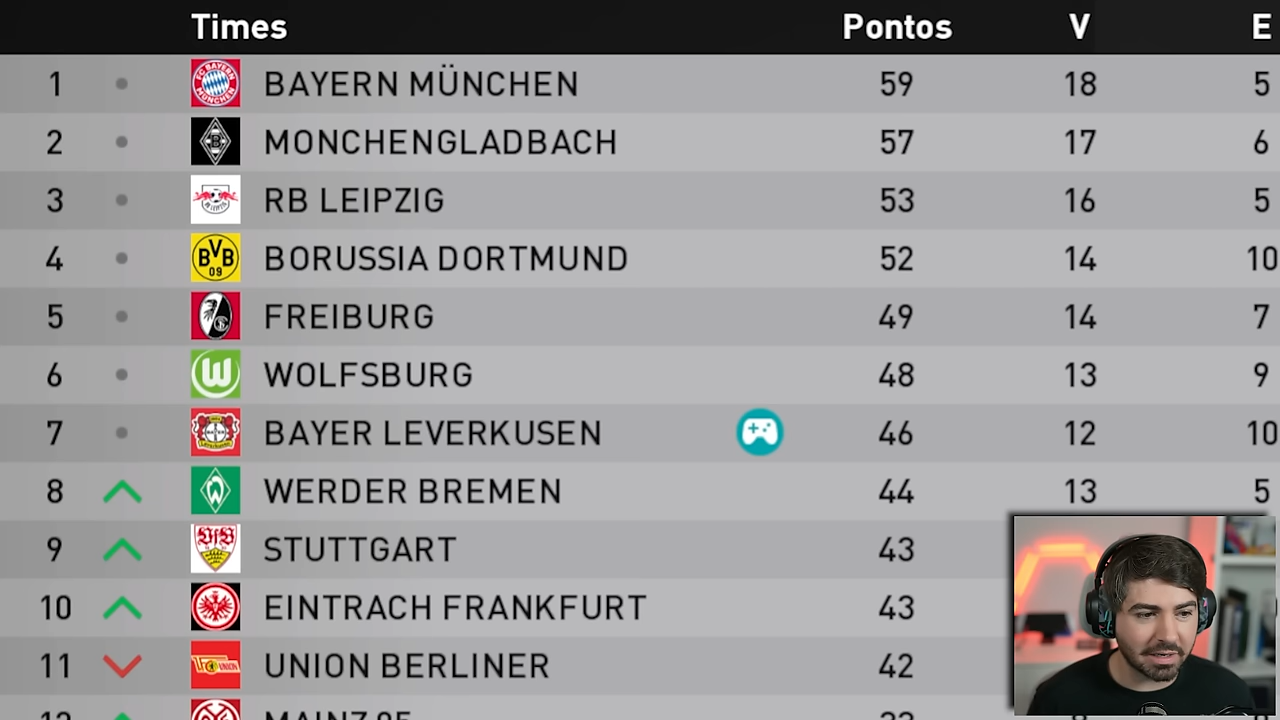 Times Pontos V E
1 BAYERN MÜNCHEN 59 18 5
2 MONCHENGLADBACH 57 17 6
3 RB LEIPZIG 53 16 5
4 BVB 09 BORUSSIA DORTMUND 52 14 10
5 FREIBURG 49 14 7
6 W WOLFSBURG 48 13 9
7 BAYER LEVERKUSEN 46 12 10
8 WERDER BREMEN 44 13 5
9 STUTTGART 43
10 EINTRACH FRANKFURT 43
11 UNION BERLINER 42